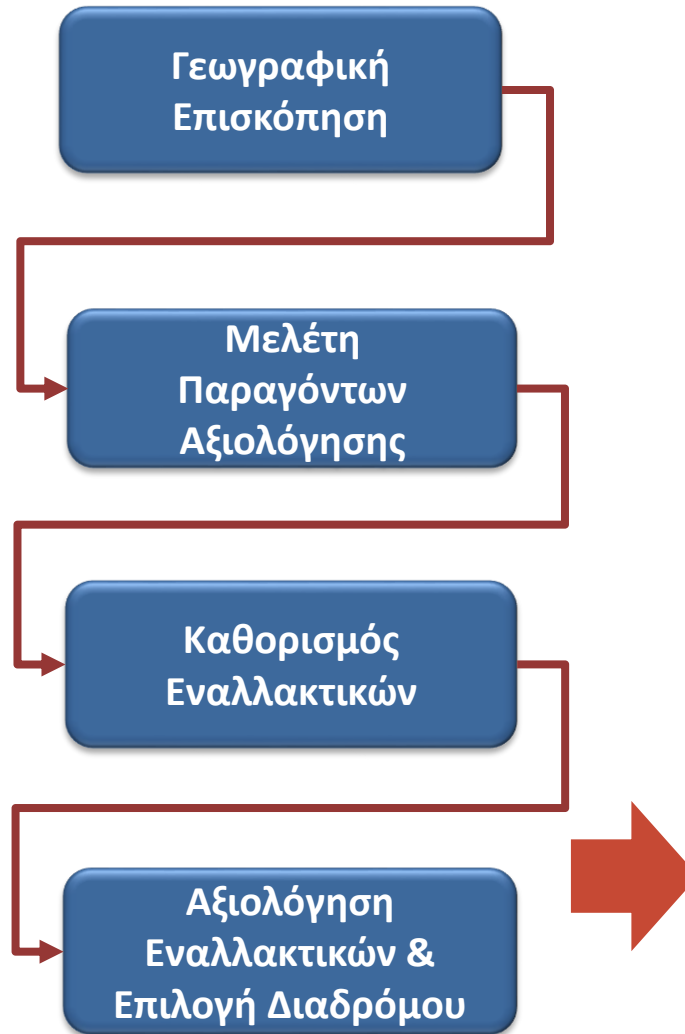 Γεωγραφική
Επισκόπηση
Μελέτη
Παραγόντων
Αξιολόγησης
Καθορισμός
Εναλλακτικών
Αξιολόγηση
Εναλλακτικών &
Επιλογή Διαδρόμου